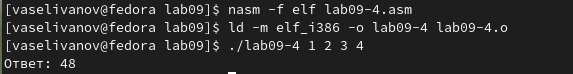 [vaselivanov@fedora lab09]$ nasm -f elf lab09-4.asm
[vaselivanov@fedora lab09]$ ld -m elf_i386 -o lab09-4 lab09-4.o
[vaselivanov@fedora lab09]$ ./lab09-4 1 2 3 4
Ответ: 48